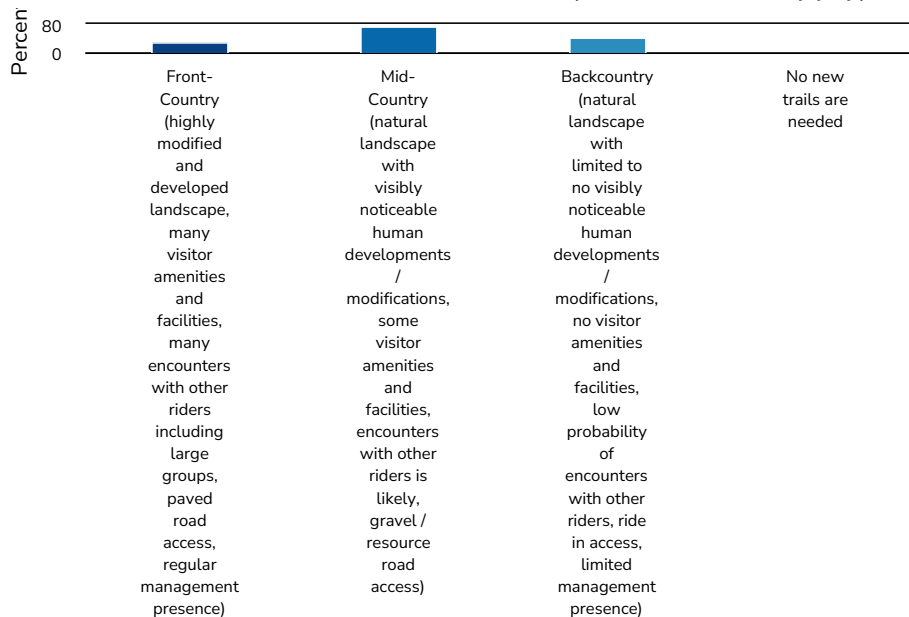 80
0
Front-
Country
(highly
modified
and
developed
landscape,
many
visitor
amenities
and
facilities,
many
encounters
with other
riders
including
large
groups,
paved
road
access,
regular
management
presence)
Mid-
Country
(natural
landscape
with
visibly
noticeable
human
developments
/
modifications,
some
visitor
amenities
and
facilities,
encounters
with other
riders is
likely,
gravel /
resource
road
access)
Backcountry
(natural
landscape
with
limited to
no visibly
noticeable
human
developments
/
modifications,
no visitor
amenities
and
facilities,
low
probability
of
encounters
with other
riders, ride
in access,
limited
management
presence)
No new
trails are
needed